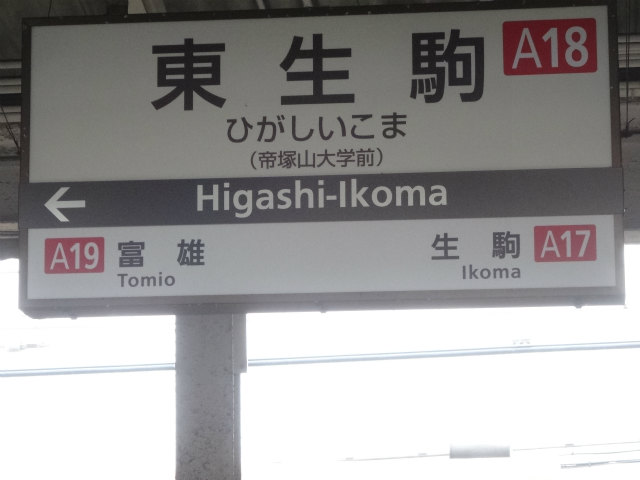 東生駒 A18
ひがしいこま
(帝塚山大学前)
← Higashi-Ikoma
A19 富雄 生駒 A17
Tomio Ikoma